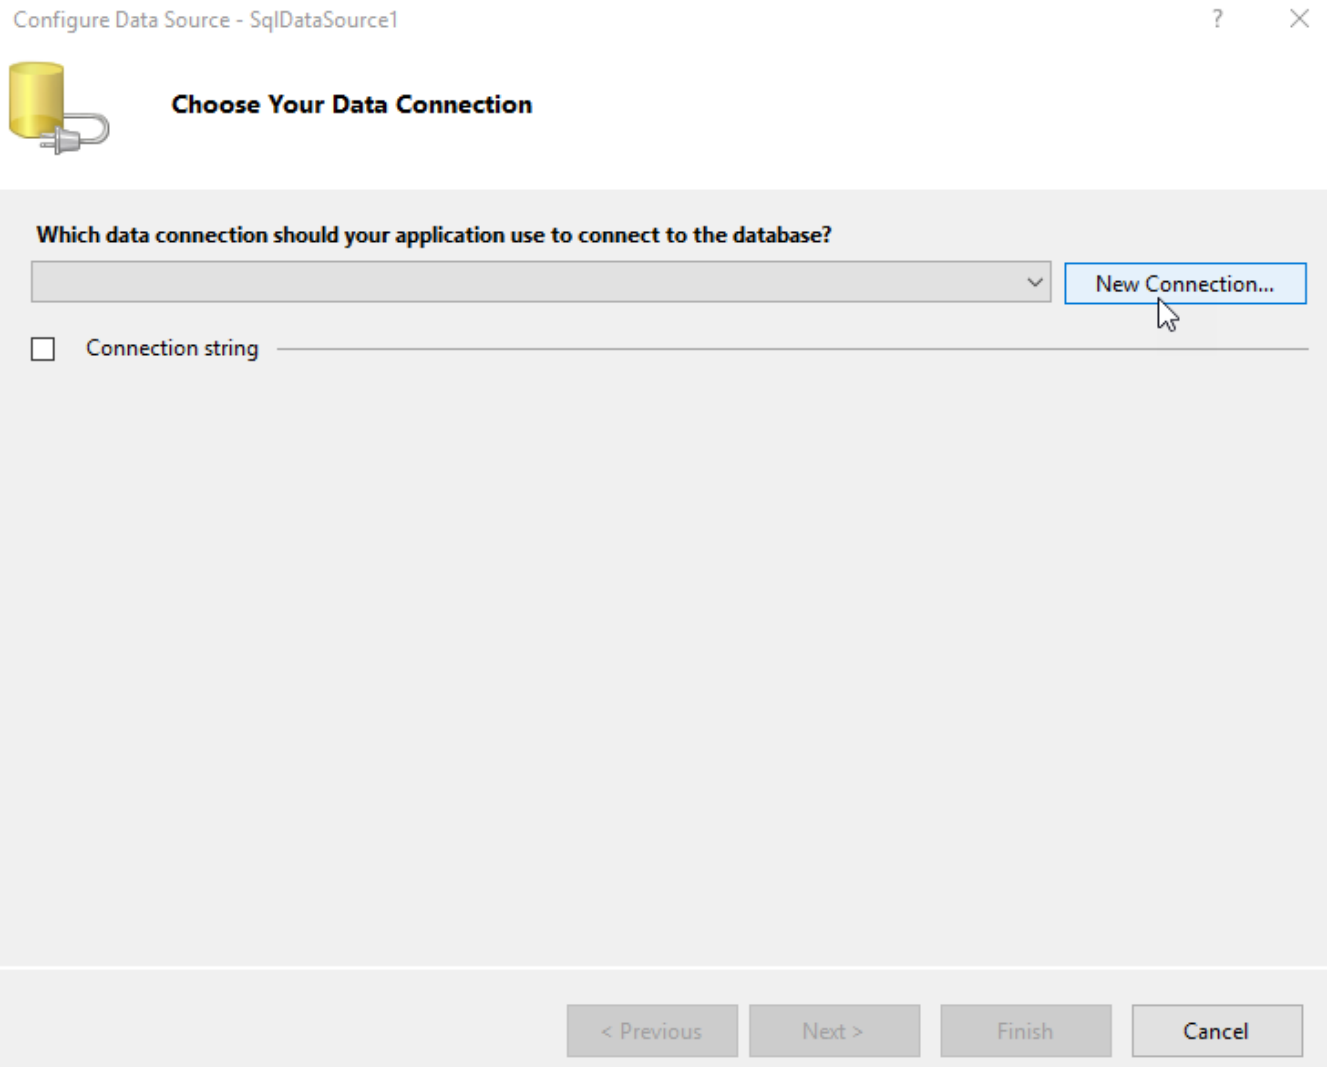 Configure Data Source - SqlDataSource1
?
Choose Your Data Connection
Which data connection should your application use to connect to the database?
New Connection...
Connection string
< Previous
Next >
Finish
Cancel